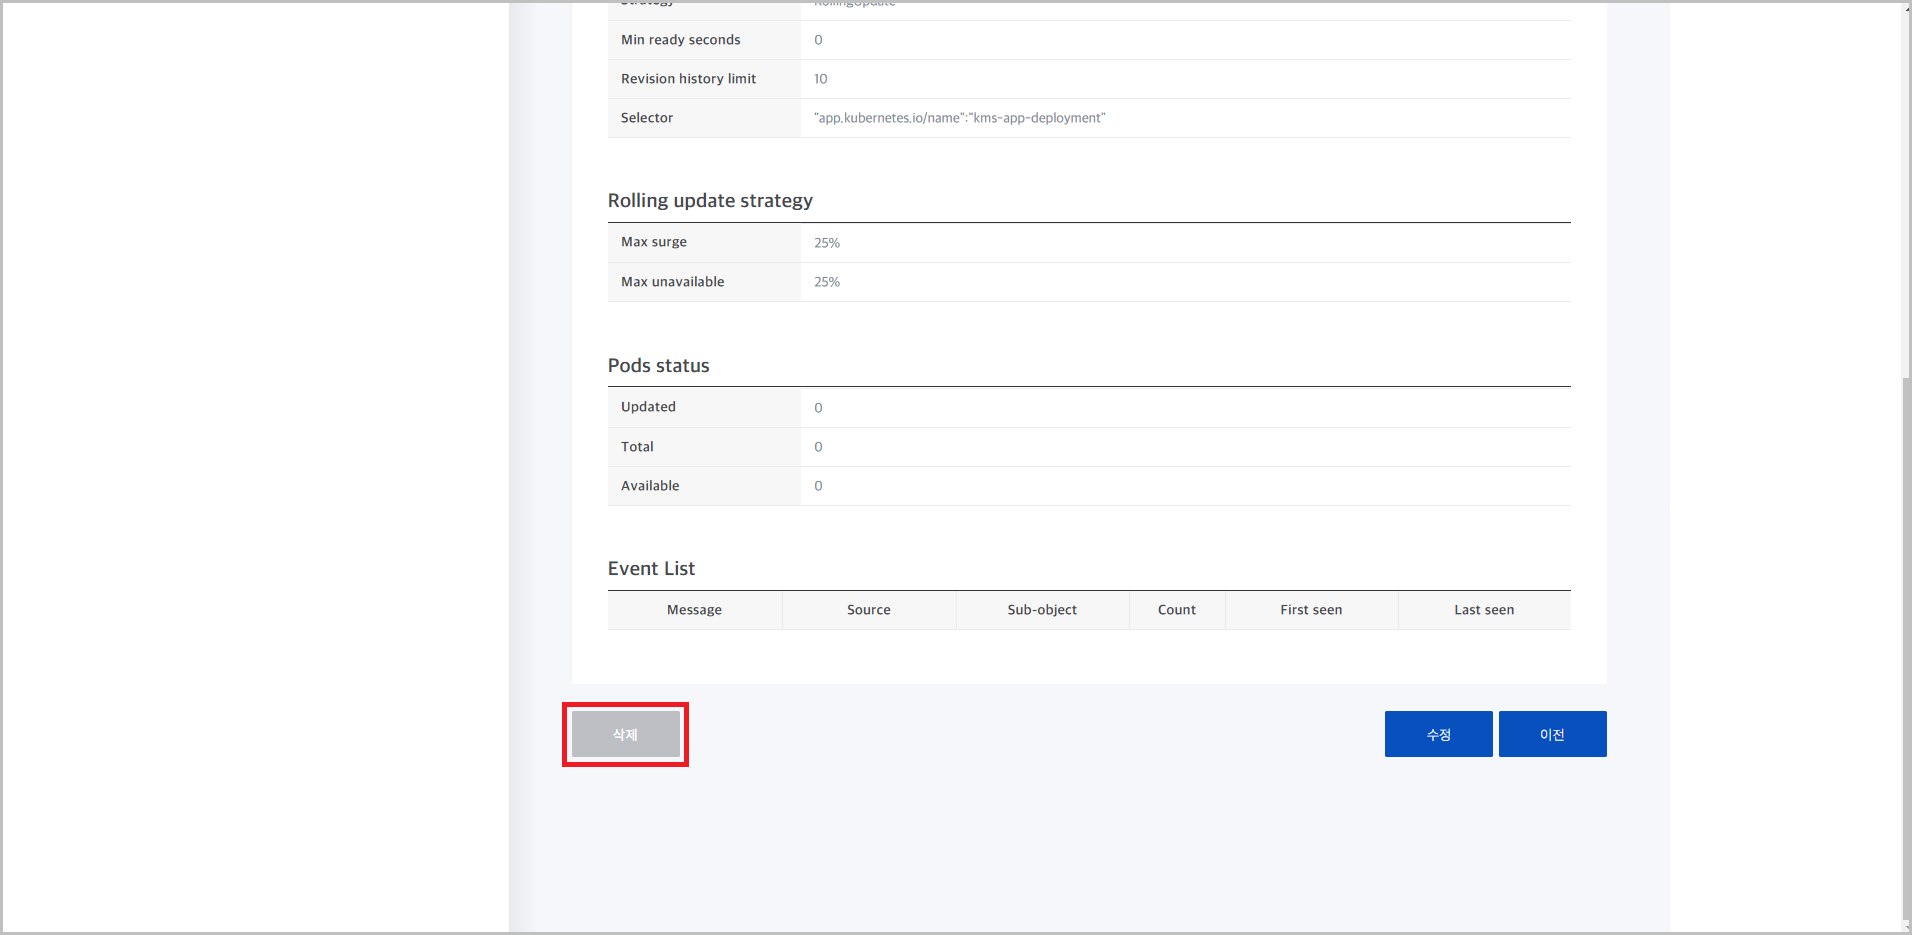 Strategy RollingUpdate
Min ready seconds 0
Revision history limit 10
Selector "app.kubernetes.io/name":"kms-app-deployment"
Rolling update strategy
Max surge 25%
Max unavailable 25%
Pods status
Updated 0
Total 0
Available 0
Event List
Message Source Sub-object Count First seen Last seen
삭제 수정 이전